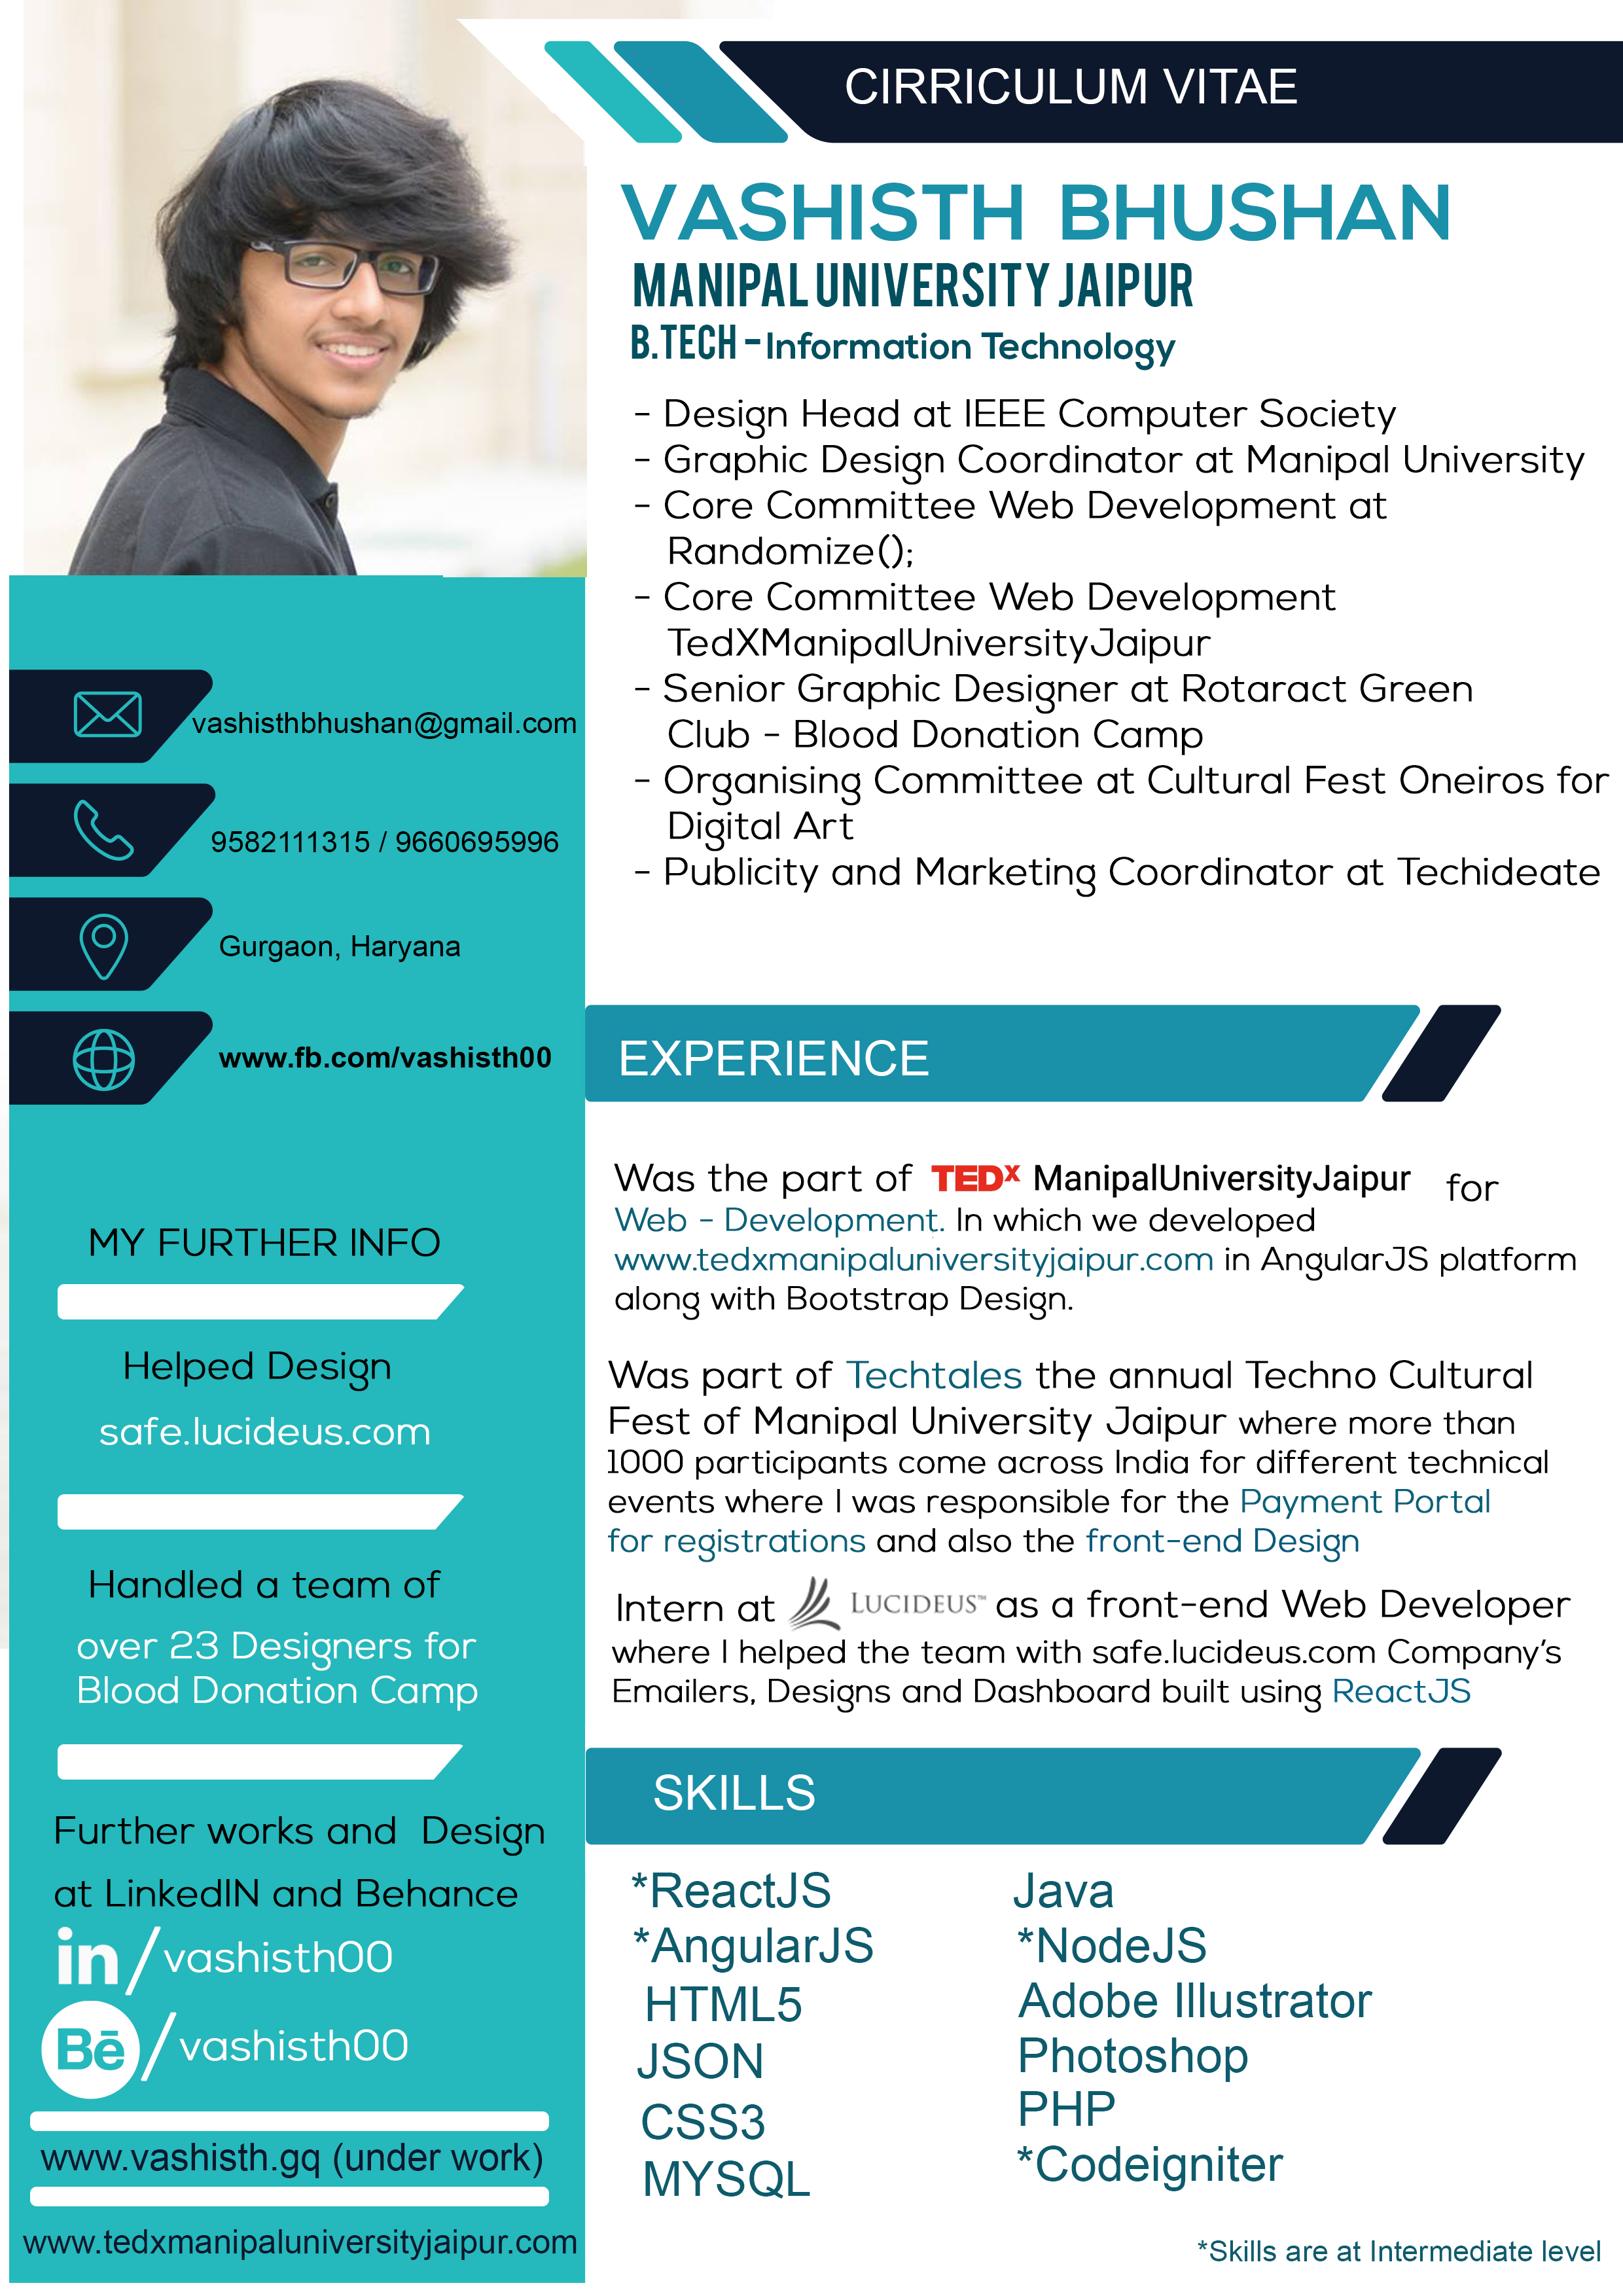 CIRRICULUM VITAE
VASHISTH BHUSHAN
MANIPAL UNIVERSITY JAIPUR
B.TECH - Information Technology
- Design Head at IEEE Computer Society
- Graphic Design Coordinator at Manipal University
- Core Committee Web Development at
Randomize();
- Core Committee Web Development
TedXManipalUniversityJaipur
- Senior Graphic Designer at Rotaract Green
Club - Blood Donation Camp
- Organising Committee at Cultural Fest Oneiros for
Digital Art
- Publicity and Marketing Coordinator at Techideate
vashisthbhushan@gmail.com
9582111315 / 9660695996
Gurgaon, Haryana
www.fb.com/vashisth00
MY FURTHER INFO
Helped Design
safe.lucideus.com
Handled a team of
over 23 Designers for
Blood Donation Camp
Further works and Design
at LinkedIN and Behance
in/vashisth00
Bē/vashisth00
www.vashisth.gq (under work)
www.tedxmanipaluniversityjaipur.com
EXPERIENCE
Was the part of TEDx ManipalUniversityJaipur for
Web - Development. In which we developed
www.tedxmanipaluniversityjaipur.com in AngularJS platform
along with Bootstrap Design.
Was part of Techtales the annual Techno Cultural
Fest of Manipal University Jaipur where more than
1000 participants come across India for different technical
events where I was responsible for the Payment Portal
for registrations and also the front-end Design
Intern at LUCIDEUS™ as a front-end Web Developer
where I helped the team with safe.lucideus.com Company's
Emailers, Designs and Dashboard built using ReactJS
SKILLS
*ReactJS
*AngularJS
HTML5
JSON
CSS3
MYSQL
Java
*NodeJS
Adobe Illustrator
Photoshop
PHP
*Codeigniter
*Skills are at Intermediate level